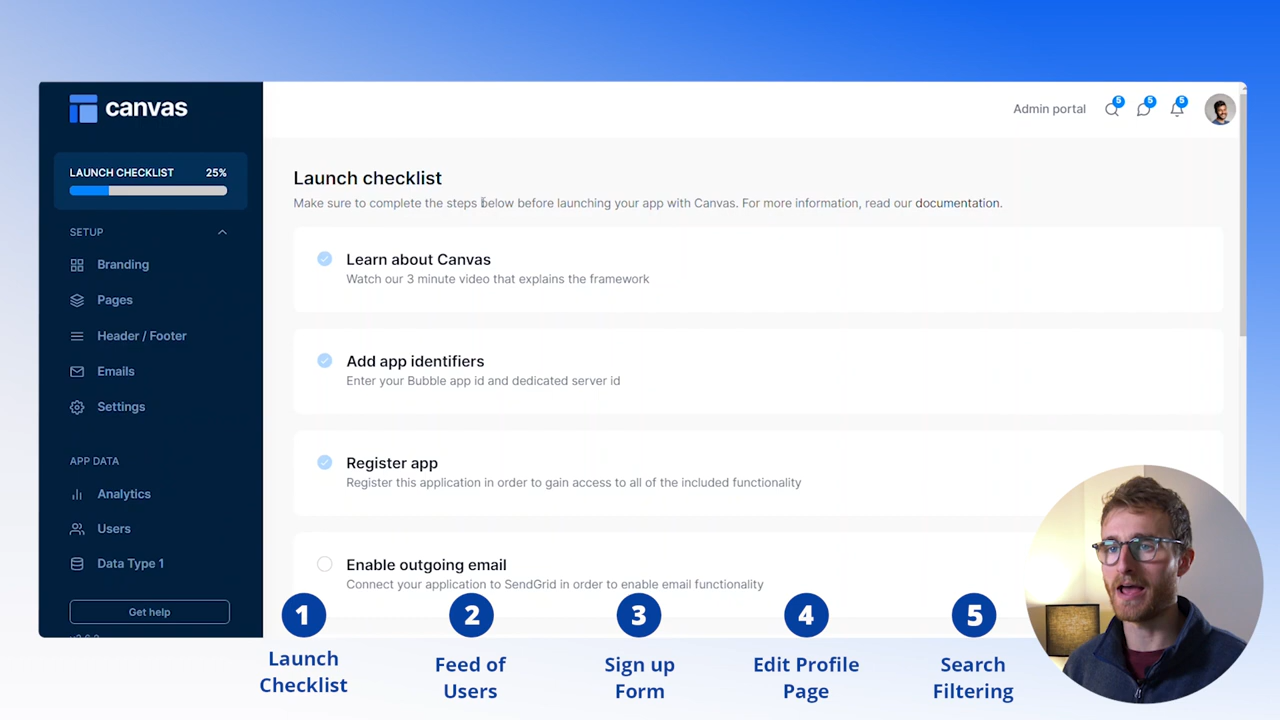 canvas
Admin portal
5
5
5
LAUNCH CHECKLIST 25%
SETUP
Branding
Pages
Header / Footer
Emails
Settings
APP DATA
Analytics
Users
Data Type 1
Get help
Launch checklist
Make sure to complete the steps below before launching your app with Canvas. For more information, read our documentation.
Learn about Canvas
Watch our 3 minute video that explains the framework
Add app identifiers
Enter your Bubble app id and dedicated server id
Register app
Register this application in order to gain access to all of the included functionality
Enable outgoing email
Connect your application to SendGrid in order to enable email functionality
1
Launch
Checklist
2
Feed of
Users
3
Sign up
Form
4
Edit Profile
Page
5
Search
Filtering